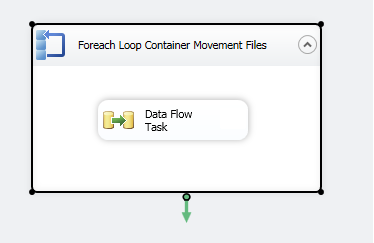 Foreach Loop Container Movement Files
Data Flow
Task